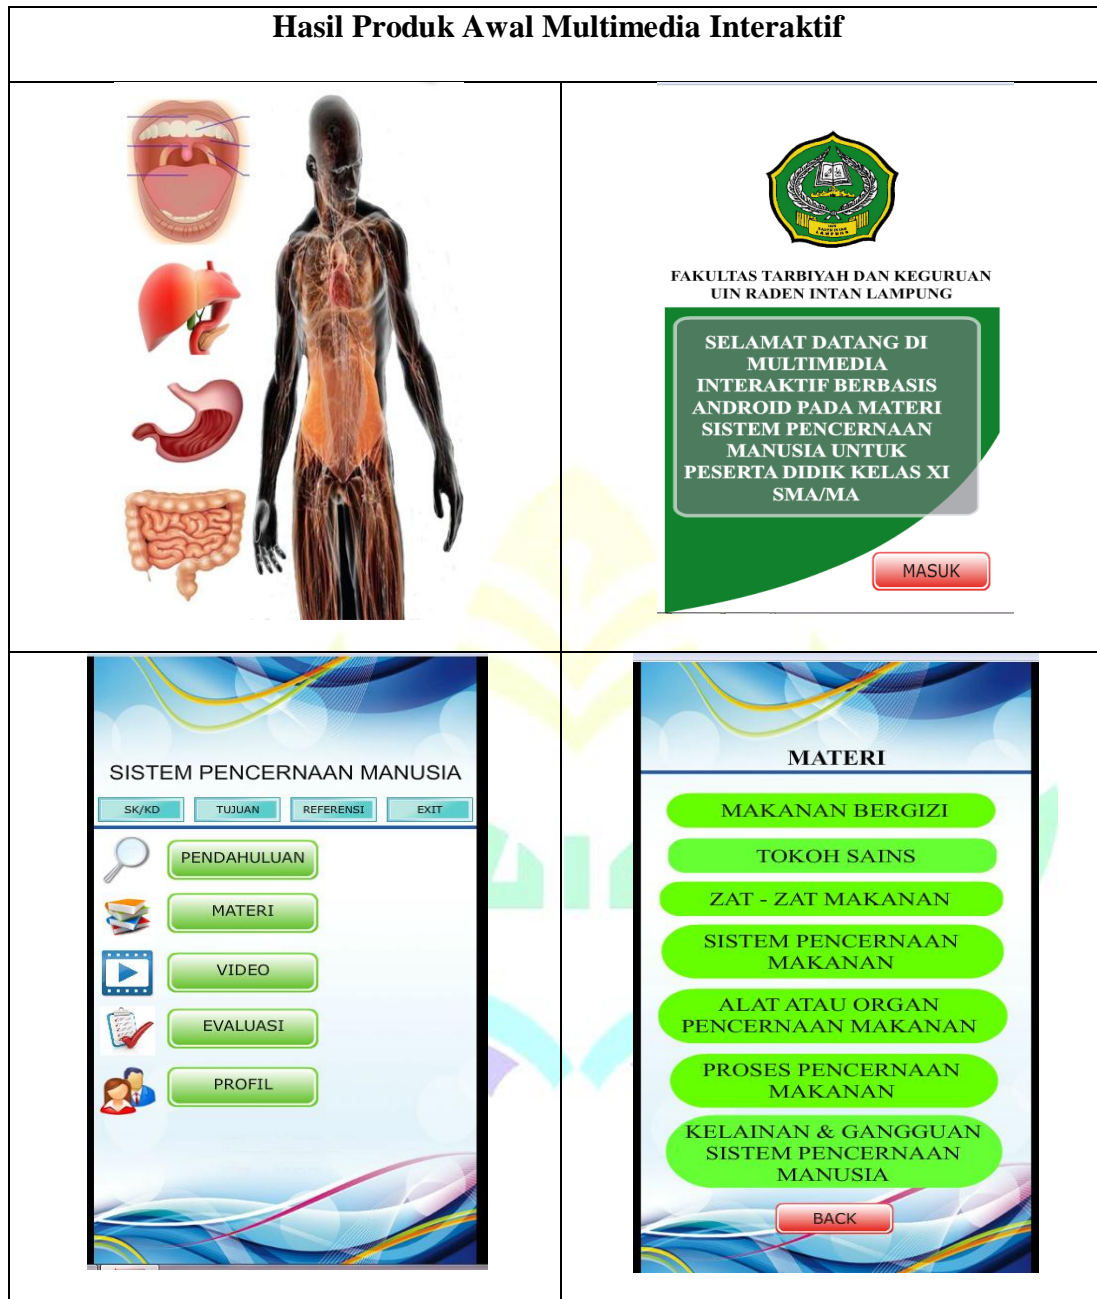 Hasil Produk Awal Multimedia Interaktif
FAKULTAS TARBIYAH DAN KEGURUAN
UIN RADEN INTAN LAMPUNG
SELAMAT DATANG DI
MULTIMEDIA
INTERAKTIF BERBASIS
ANDROID PADA MATERI
SISTEM PENCERNAAN
MANUSIA UNTUK
PESERTA DIDIK KELAS XI
SMA/MA
MASUK
SISTEM PENCERNAAN MANUSIA
SK/KD TUJUAN REFERENSI EXIT
PENDAHULUAN
MATERI
VIDEO
EVALUASI
PROFIL
MATERI
MAKANAN BERGIZI
TOKOH SAINS
ZAT - ZAT MAKANAN
SISTEM PENCERNAAN
MAKANAN
ALAT ATAU ORGAN
PENCERNAAN MAKANAN
PROSES PENCERNAAN
MAKANAN
KELAINAN & GANGGUAN
SISTEM PENCERNAAN
MANUSIA
BACK